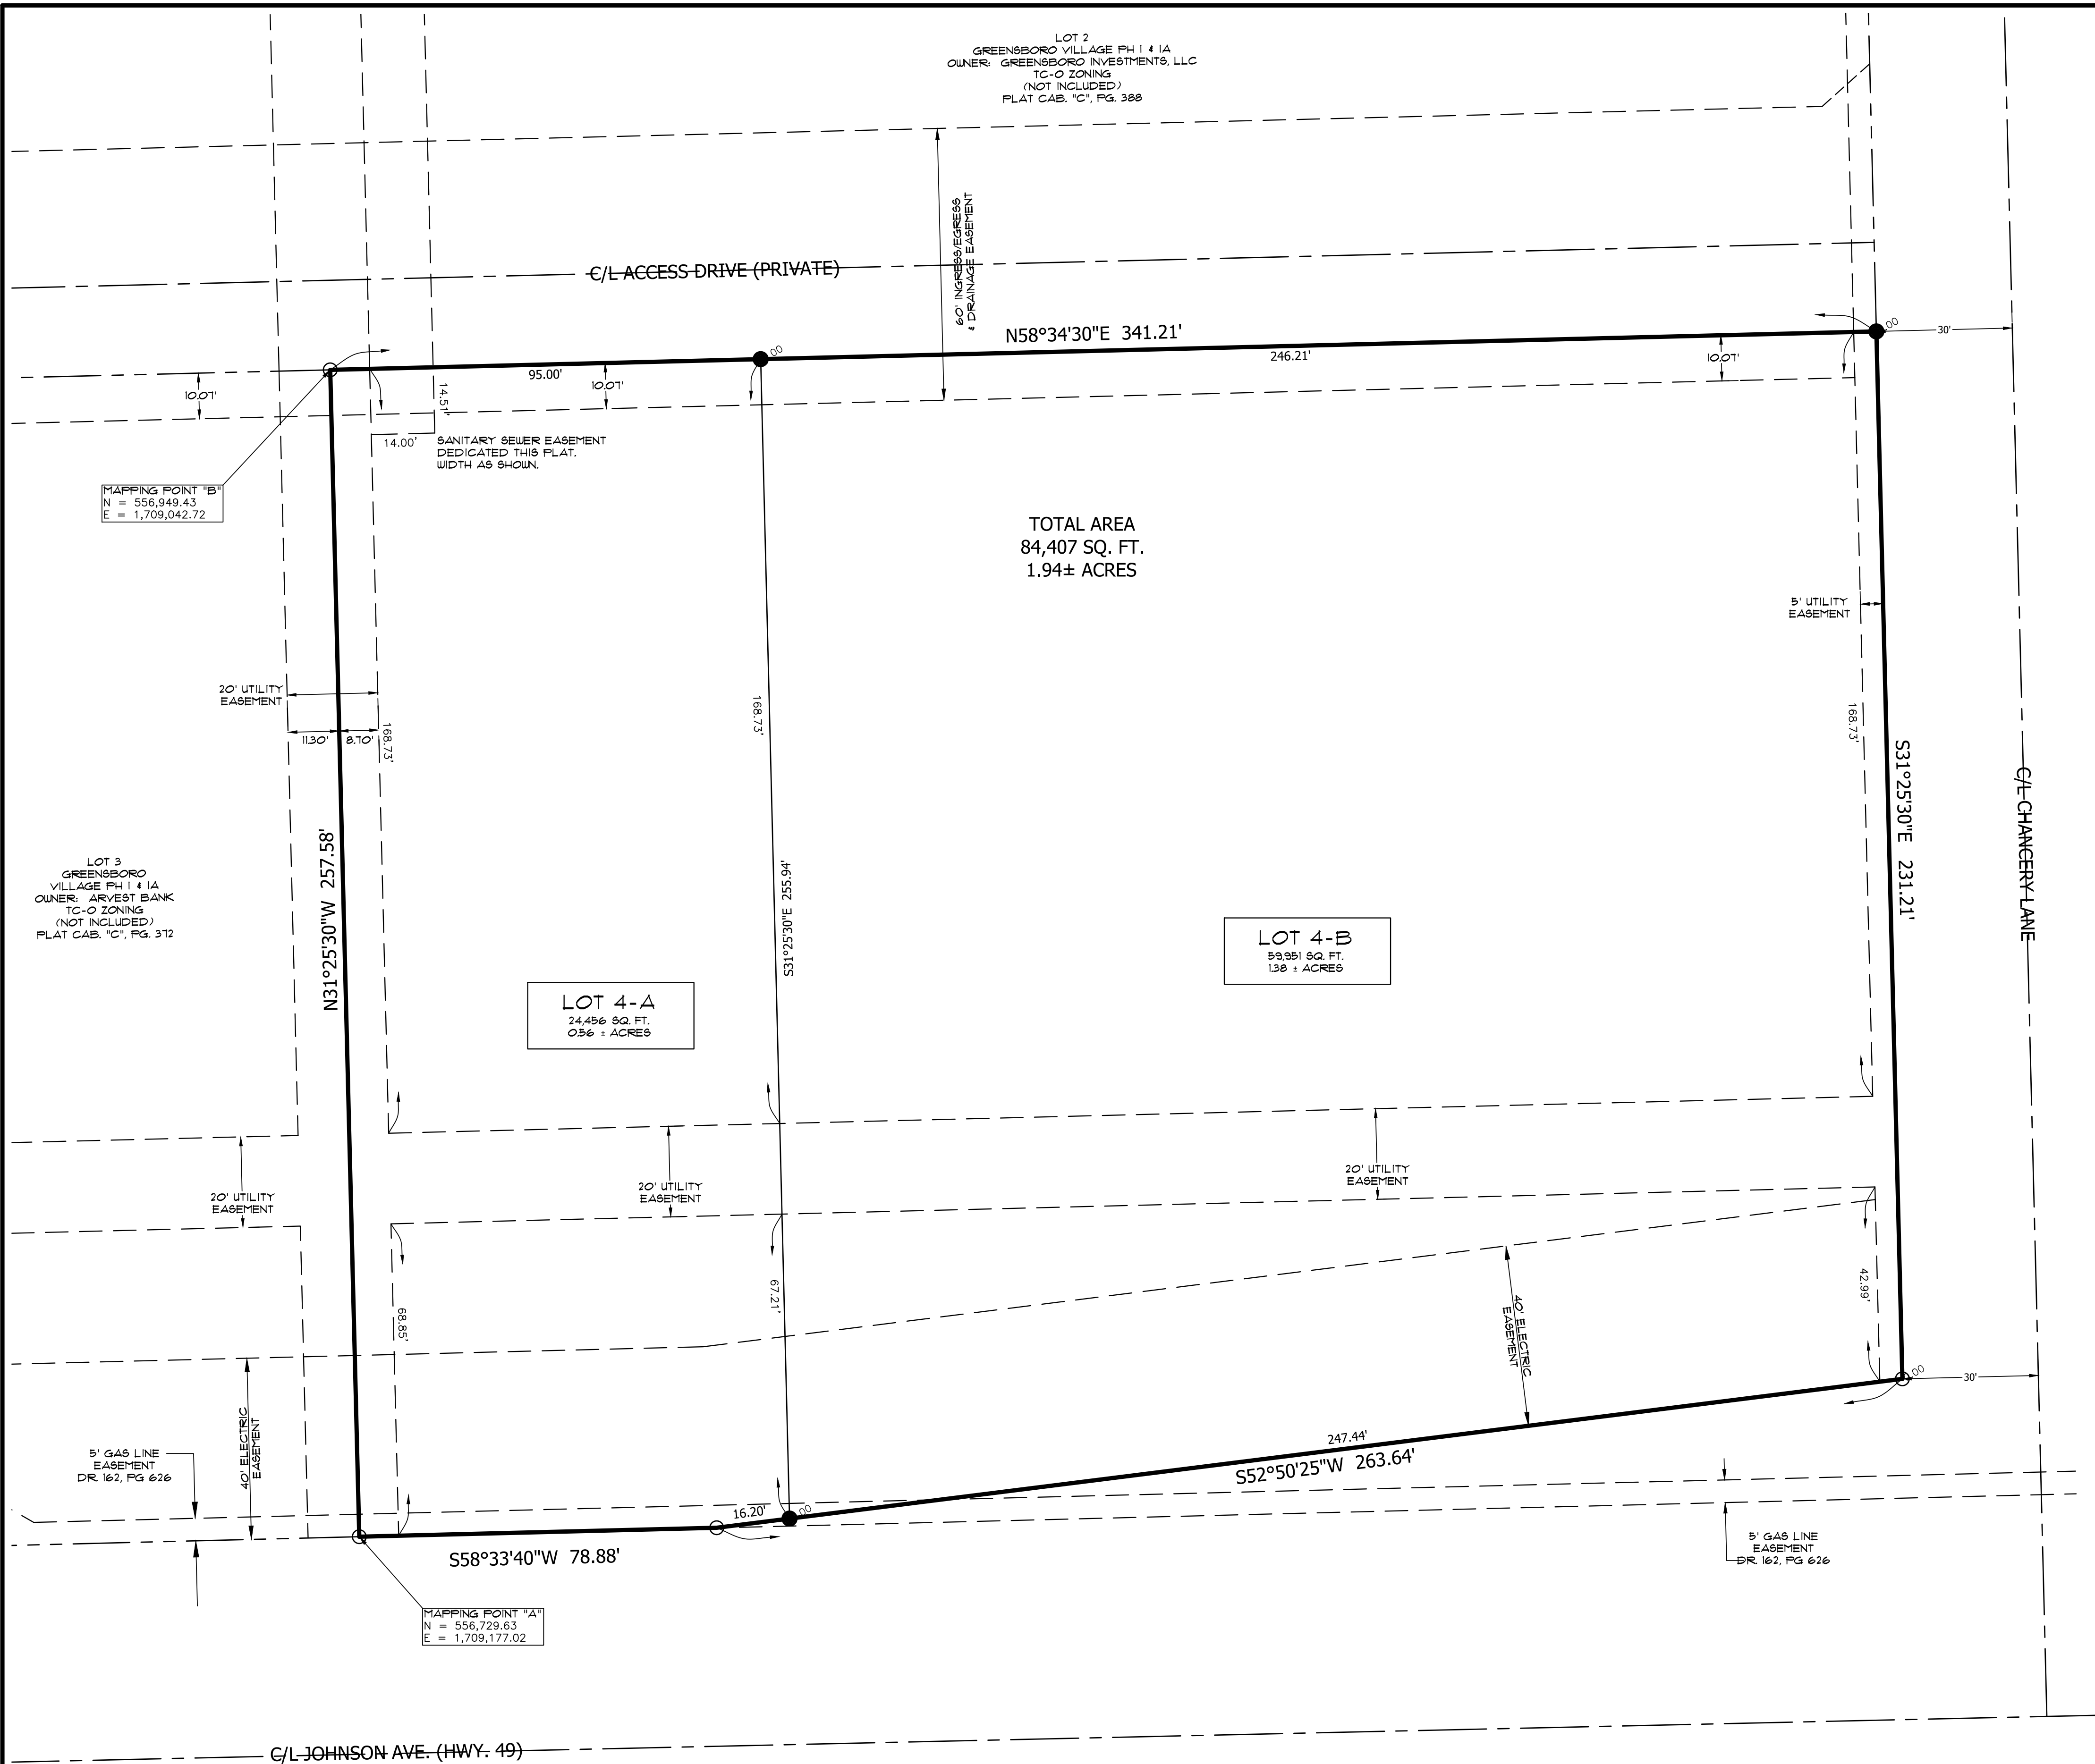 LOT 2
GREENSBORO VILLAGE PH 1 & 1A
OWNER: GREENSBORO INVESTMENTS, LLC
TC-O ZONING
(NOT INCLUDED)
PLAT CAB. "C", PG. 388
60' INGRESS/EGRESS
& DRAINAGE EASEMENT
C/L ACCESS DRIVE (PRIVATE)
N58°34'30"E 341.21'
.00
.00
30'
95.00'
246.21'
10.07'
10.07'
10.07'
14.51'
14.00'
SANITARY SEWER EASEMENT
DEDICATED THIS PLAT.
WIDTH AS SHOWN.
MAPPING POINT "B"
N = 556,949.43
E = 1,709,042.72
TOTAL AREA
84,407 SQ. FT.
1.94± ACRES
5' UTILITY
EASEMENT
20' UTILITY
EASEMENT
11.30'
8.70'
168.73'
168.73'
168.73'
S31°25'30"E 231.21'
C/L CHANCERY LANE
N31°25'30"W 257.58'
S31°25'30"E 255.94'
LOT 3
GREENSBORO
VILLAGE PH 1 & 1A
OWNER: ARVEST BANK
TC-O ZONING
(NOT INCLUDED)
PLAT CAB. "C", PG. 372
LOT 4-B
59,951 SQ. FT.
1.38 ± ACRES
LOT 4-A
24,456 SQ. FT.
0.56 ± ACRES
20' UTILITY
EASEMENT
20' UTILITY
EASEMENT
20' UTILITY
EASEMENT
68.85'
67.21'
42.99'
40' ELECTRIC
EASEMENT
40' ELECTRIC
EASEMENT
.00
30'
5' GAS LINE
EASEMENT
DR. 162, PG 626
247.44'
S52°50'25"W 263.64'
16.20'
.00
S58°33'40"W 78.88'
5' GAS LINE
EASEMENT
DR. 162, PG 626
MAPPING POINT "A"
N = 556,729.63
E = 1,709,177.02
C/L JOHNSON AVE. (HWY. 49)